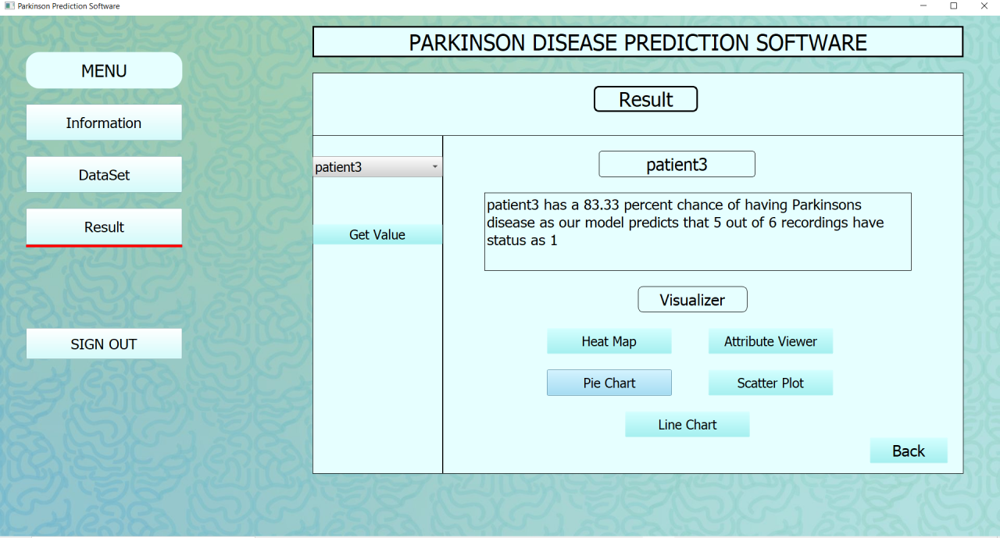 Parkinson Prediction Software
PARKINSON DISEASE PREDICTION SOFTWARE
MENU
Information
DataSet
Result
SIGN OUT
Result
patient3
Get Value
patient3
patient3 has a 83.33 percent chance of having Parkinsons
disease as our model predicts that 5 out of 6 recordings have
status as 1
Visualizer
Heat Map
Attribute Viewer
Pie Chart
Scatter Plot
Line Chart
Back